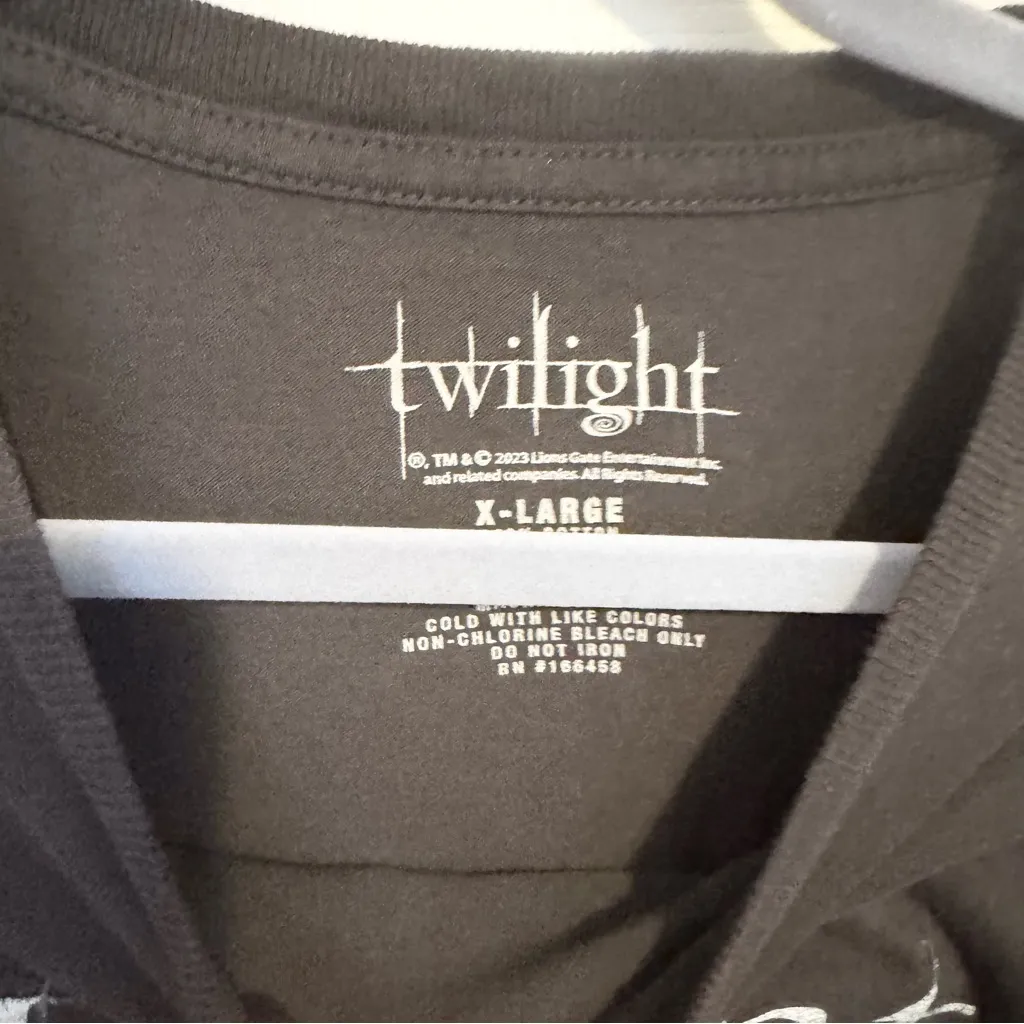 twilight
®, TM & © 2023 Lions Gate Entertainment Inc.
and related companies. All Rights Reserved.
X-LARGE
COTTON
COLD WITH LIKE COLORS
NON-CHLORINE BLEACH ONLY
DO NOT IRON
RN #166458